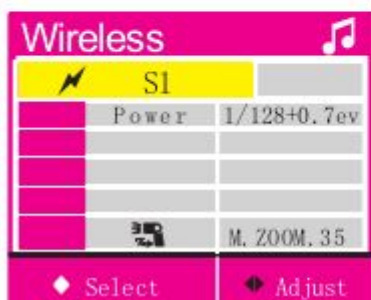 Wireless
S1
Power 1/128+0.7ev
M. ZOOM. 35
Select Adjust